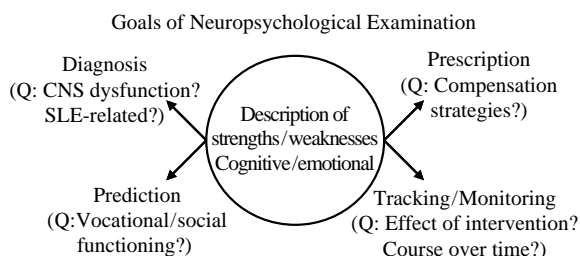 Goals of Neuropsychological Examination
Diagnosis
(Q: CNS dysfunction?
SLE-related?)
Prescription
(Q: Compensation
strategies?)
Description of
strengths/weaknesses
Cognitive/emotional
Prediction
(Q:Vocational/social
functioning?)
Tracking/Monitoring
(Q: Effect of intervention?
Course over time?)